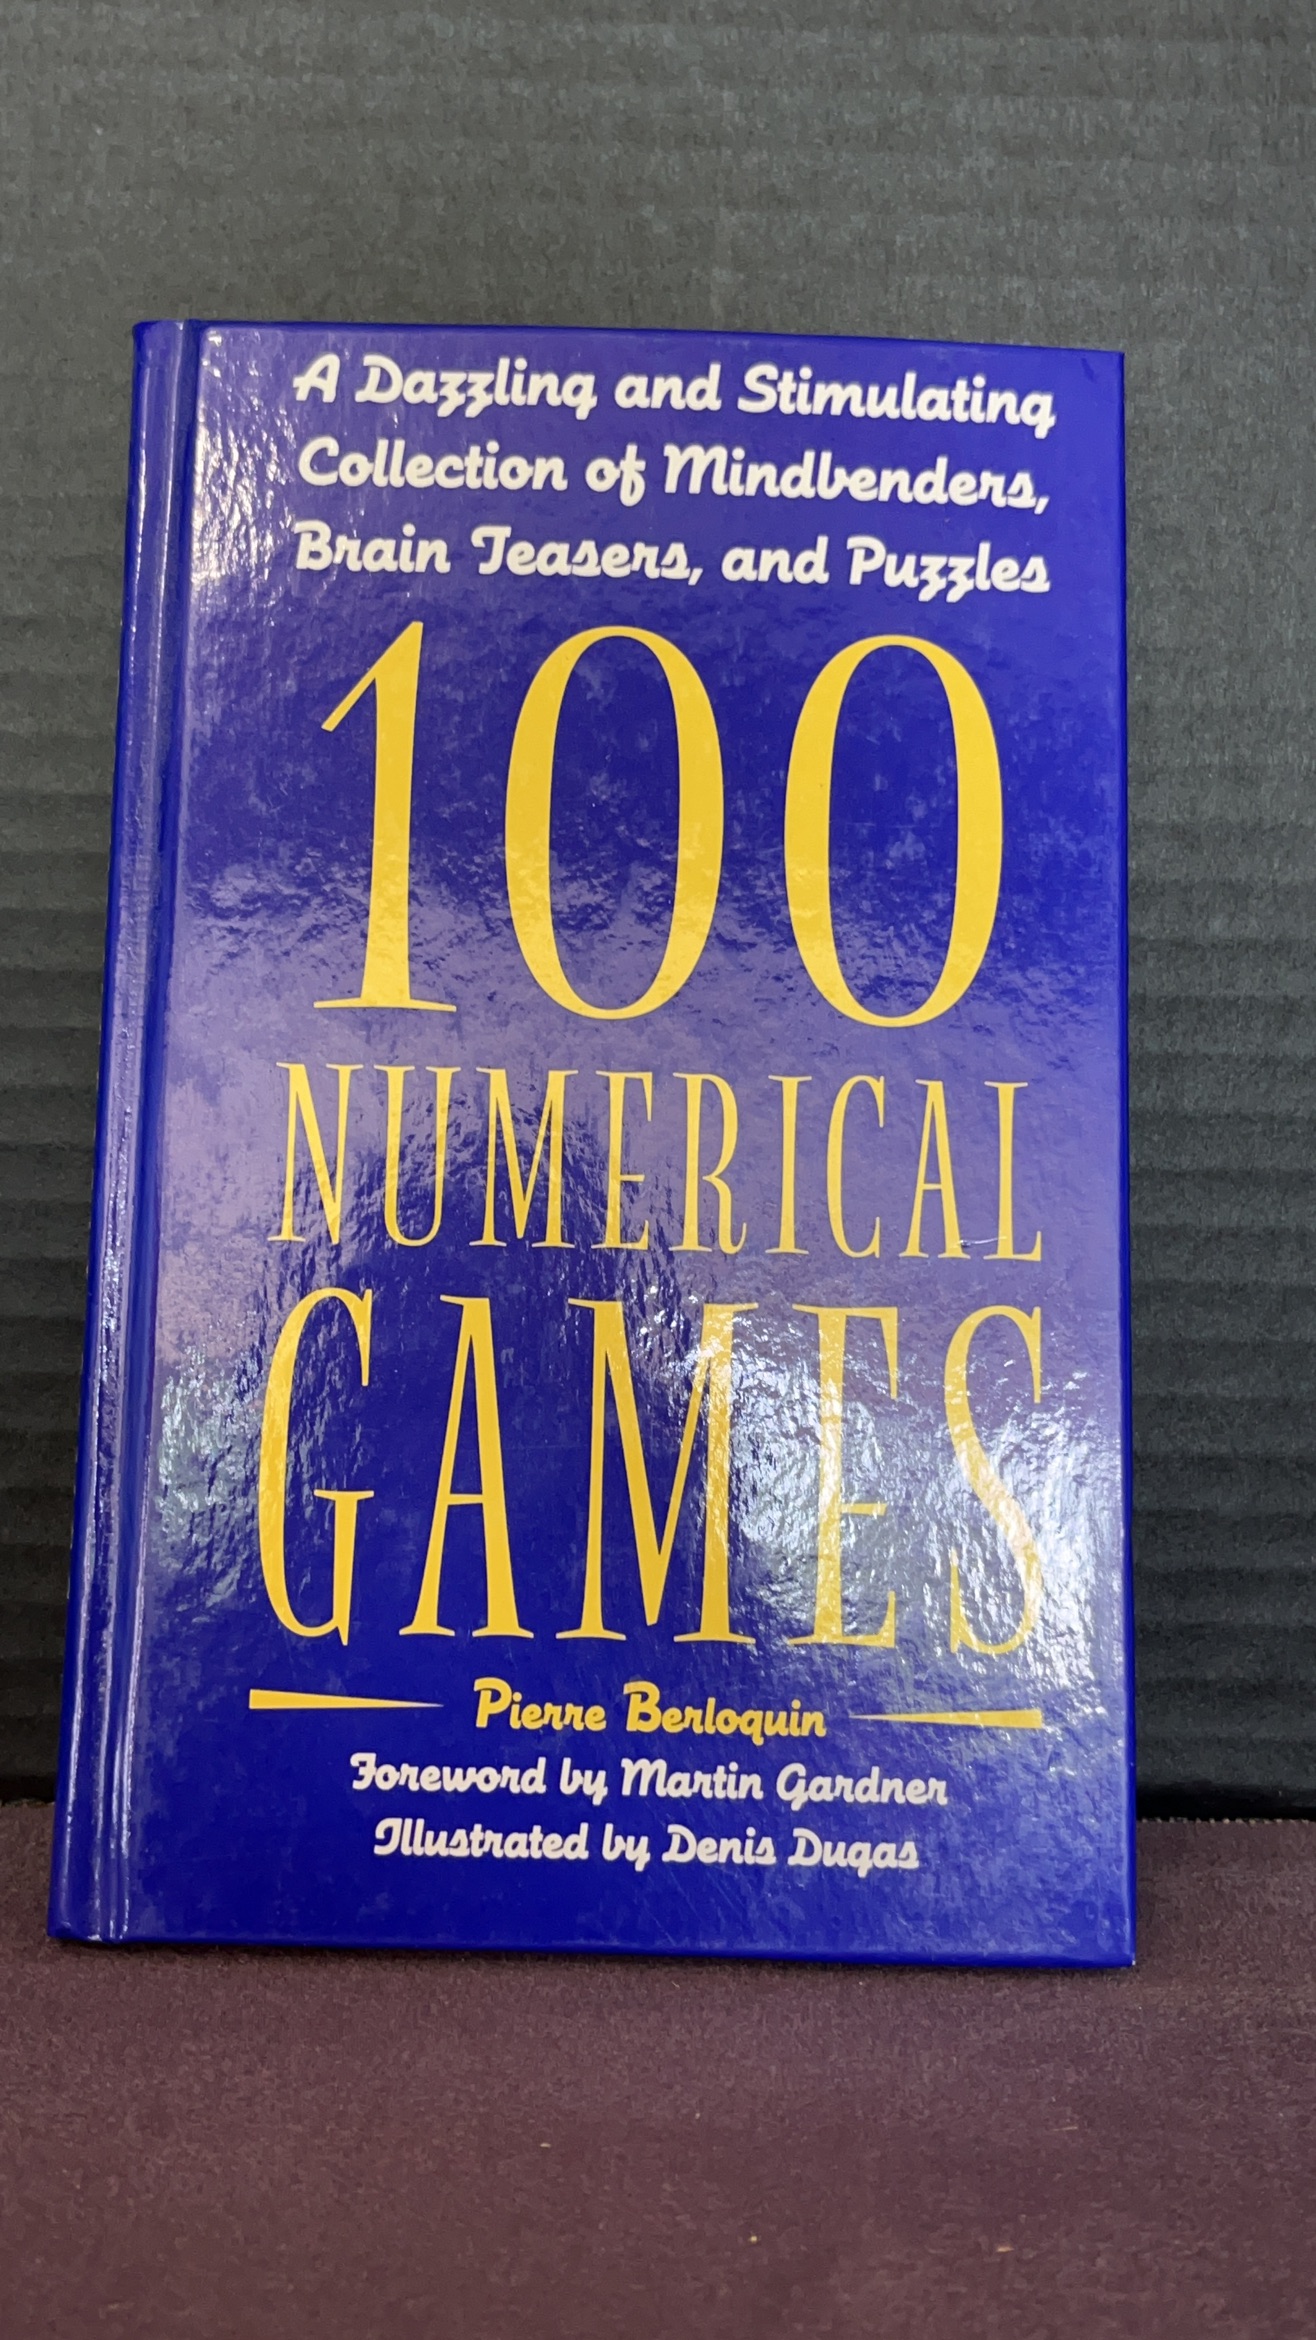 A Dazzling and Stimulating
Collection of Mindbenders,
Brain Teasers, and Puzzles
100
NUMERICAL
GAMES
Pierre Berloquin
Foreword by Martin Gardner
Illustrated by Denis Dugas